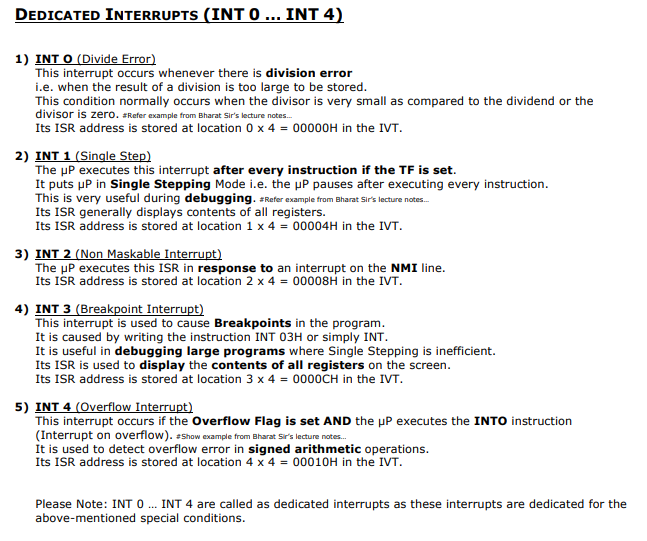 DEDICATED INTERRUPTS (INT 0 ... INT 4)
1) INT O (Divide Error)
This interrupt occurs whenever there is division error
i.e. when the result of a division is too large to be stored.
This condition normally occurs when the divisor is very small as compared to the dividend or the
divisor is zero. #Refer example from Bharat Sir's lecture notes...
Its ISR address is stored at location 0 x 4 = 00000H in the IVT.
2) INT 1 (Single Step)
The µP executes this interrupt after every instruction if the TF is set.
It puts µP in Single Stepping Mode i.e. the µP pauses after executing every instruction.
This is very useful during debugging. #Refer example from Bharat Sir's lecture notes...
Its ISR generally displays contents of all registers.
Its ISR address is stored at location 1 x 4 = 00004H in the IVT.
3) INT 2 (Non Maskable Interrupt)
The µP executes this ISR in response to an interrupt on the NMI line.
Its ISR address is stored at location 2 x 4 = 00008H in the IVT.
4) INT 3 (Breakpoint Interrupt)
This interrupt is used to cause Breakpoints in the program.
It is caused by writing the instruction INT 03H or simply INT.
It is useful in debugging large programs where Single Stepping is inefficient.
Its ISR is used to display the contents of all registers on the screen.
Its ISR address is stored at location 3 x 4 = 0000CH in the IVT.
5) INT 4 (Overflow Interrupt)
This interrupt occurs if the Overflow Flag is set AND the µP executes the INTO instruction
(Interrupt on overflow). #Show example from Bharat Sir's lecture notes...
It is used to detect overflow error in signed arithmetic operations.
Its ISR address is stored at location 4 x 4 = 00010H in the IVT.
Please Note: INT 0 ... INT 4 are called as dedicated interrupts as these interrupts are dedicated for the
above-mentioned special conditions.